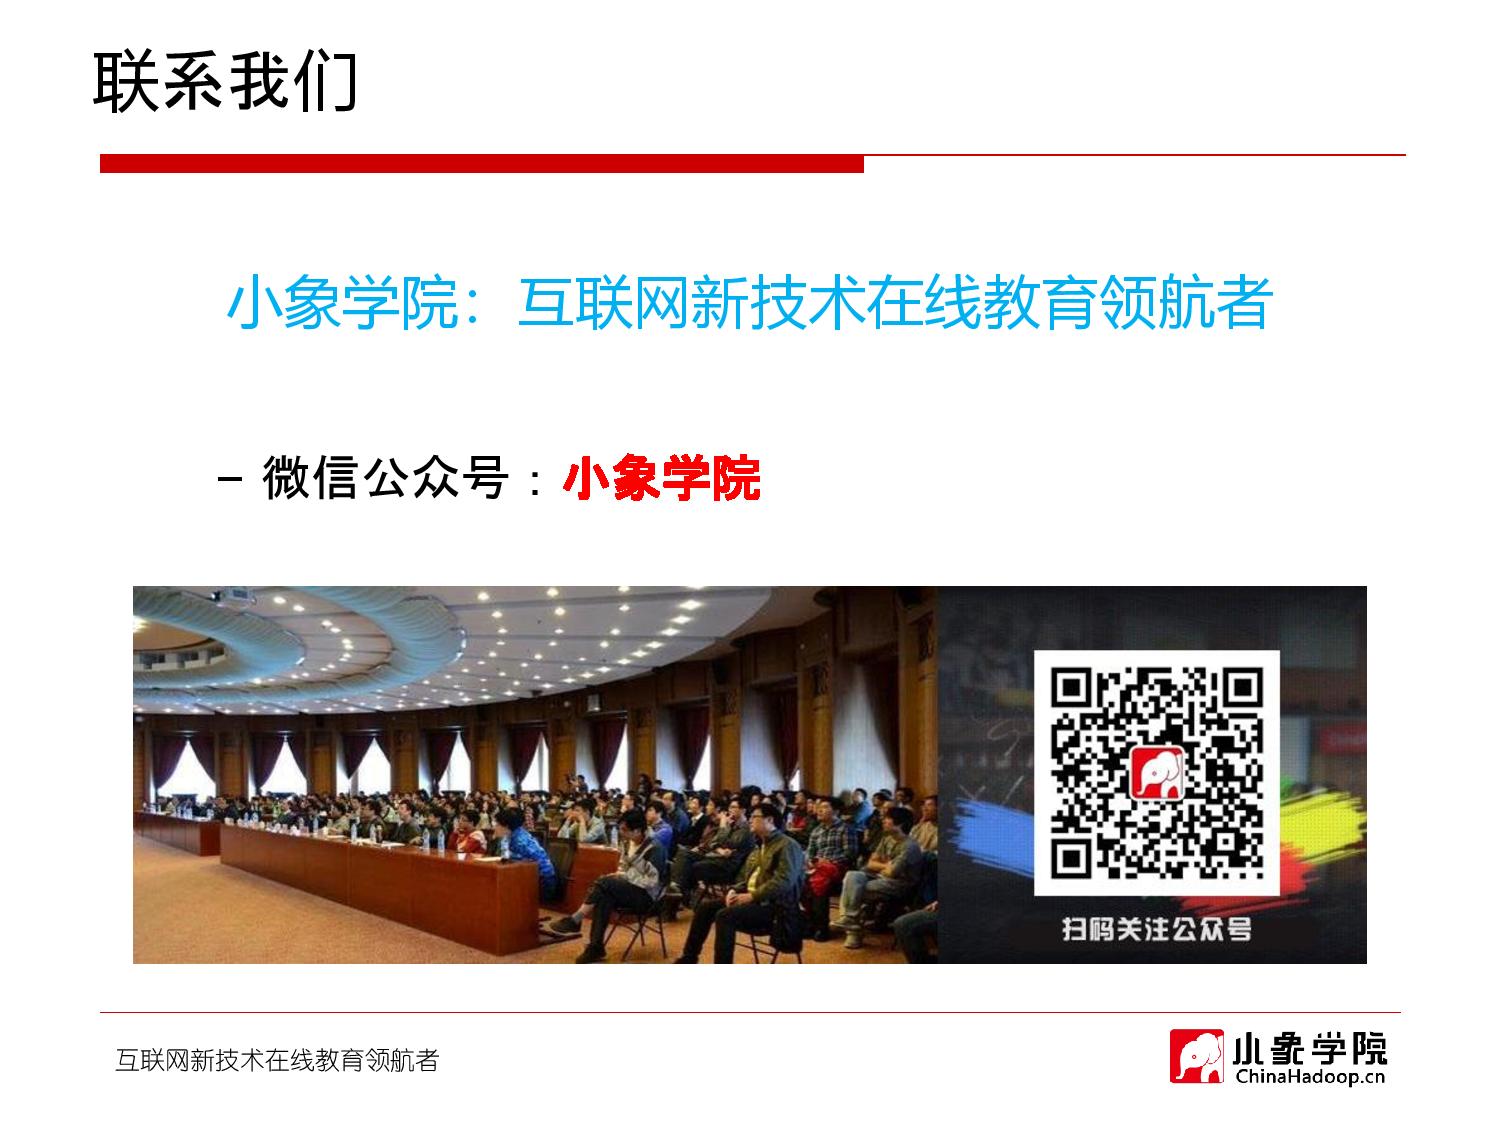 联系我们
小象学院：互联网新技术在线教育领航者
– 微信公众号：小象学院
扫码关注公众号
互联网新技术在线教育领航者
小象学院
ChinaHadoop.cn